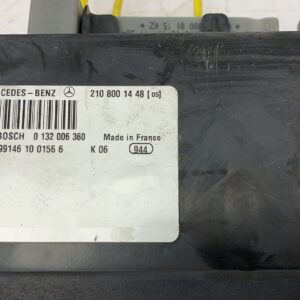 CEDES-BENZ 210 800 14 48 [05]
BOSCH 0 132 006 360 Made in France
99146 10 0156 6 K 06 944